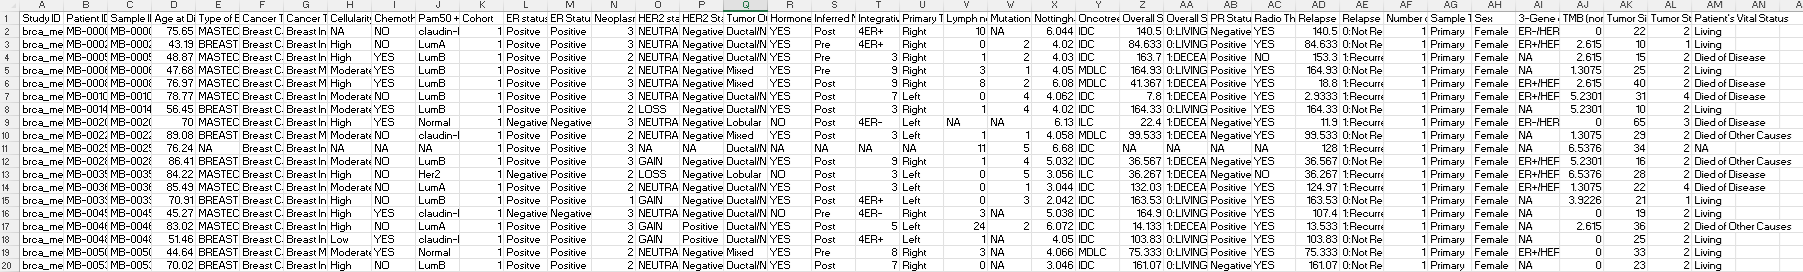 A B C D E F G H I J K L M N O P Q R S T U V W X Y Z AA AB AC AD AE AF AG AH AI AJ AK AL AM AN
1 Study ID Patient ID Sample I Age at Di Type of E Cancer T Cancer T Cellularity Chemoth Pam50 + Cohort ER status ER Statu Neoplas HER2 sta HER2 Sta Tumor Ot Hormone Inferred M Integrativ Primary T Lymph n Mutation Nottingh Oncotree Overall S Overall S PR Statu Radio Th Relapse Relapse Number o Sample T Sex 3-Gene c TMB (nor Tumor Si Tumor St Patient's Vital Status
2 brca_me MB-0000 MB-0000 75.65 MASTEC Breast C Breast In NA NO claudin-l 1 Positive Positive 3 NEUTRA Negative Ductal/N YES Post 4ER+ Right 10 NA 6.044 IDC 140.5 0:LIVING Negative YES 140.5 0:Not Re 1 Primary Female ER-/HER 0 22 2 Living
3 brca_me MB-0002 MB-0002 43.19 BREAST Breast C Breast In High NO LumA 1 Positive Positive 3 NEUTRA Negative Ductal/N YES Pre 4ER+ Right 0 2 4.02 IDC 84.633 0:LIVING Positive YES 84.633 0:Not Re 1 Primary Female ER+/HEF 2.615 10 1 Living
4 brca_me MB-0005 MB-0005 48.87 MASTEC Breast C Breast In High YES LumB 1 Positive Positive 2 NEUTRA Negative Ductal/N YES Pre 3 Right 1 2 4.03 IDC 163.7 1:DECEA Positive NO 153.3 1:Recurre 1 Primary Female NA 2.615 15 2 Died of Disease
5 brca_me MB-0006 MB-0006 47.68 MASTEC Breast C Breast M Moderate YES LumB 1 Positive Positive 2 NEUTRA Negative Mixed YES Pre 9 Right 3 1 4.05 MDLC 164.93 0:LIVING Positive YES 164.93 0:Not Re 1 Primary Female NA 1.3075 25 2 Living
6 brca_me MB-0008 MB-0008 76.97 MASTEC Breast C Breast M High YES LumB 1 Positive Positive 3 NEUTRA Negative Mixed YES Post 9 Right 8 2 6.08 MDLC 41.367 1:DECEA Positive YES 18.8 1:Recurre 1 Primary Female ER+/HEF 2.615 40 2 Died of Disease
7 brca_me MB-0010 MB-0010 78.77 MASTEC Breast C Breast In Moderate NO LumB 1 Positive Positive 3 NEUTRA Negative Ductal/N YES Post 7 Left 0 4 4.062 IDC 7.8 1:DECEA Positive YES 2.9333 1:Recurre 1 Primary Female ER+/HEF 5.2301 31 4 Died of Disease
8 brca_me MB-0014 MB-0014 56.45 BREAST Breast C Breast In Moderate YES LumB 1 Positive Positive 2 LOSS Negative Ductal/N YES Post 3 Right 1 4 4.02 IDC 164.33 0:LIVING Positive YES 164.33 0:Not Re 1 Primary Female NA 5.2301 10 2 Living
9 brca_me MB-0020 MB-0020 70 MASTEC Breast C Breast In High YES Normal 1 Negative Negative 3 NEUTRA Negative Lobular NO Post 4ER- Left NA NA 6.13 ILC 22.4 1:DECEA Negative YES 11.9 1:Recurre 1 Primary Female ER-/HER 0 65 3 Died of Disease
10 brca_me MB-0022 MB-0022 89.08 BREAST Breast C Breast M Moderate NO claudin-l 1 Positive Positive 2 NEUTRA Negative Mixed YES Post 3 Left 1 1 4.058 MDLC 99.533 1:DECEA Negative YES 99.533 0:Not Re 1 Primary Female NA 1.3075 29 2 Died of Other Causes
11 brca_me MB-0025 MB-0025 76.24 NA Breast C Breast In NA NA NA 1 Positive Positive 3 NA NA Ductal/N NA NA NA NA 11 5 6.68 IDC NA NA NA NA 128 1:Recurre 1 Primary Female NA 6.5376 34 2 NA
12 brca_me MB-0028 MB-0028 86.41 BREAST Breast C Breast In Moderate NO LumB 1 Positive Positive 3 GAIN Negative Ductal/N YES Post 9 Right 1 4 5.032 IDC 36.567 1:DECEA Negative YES 36.567 0:Not Re 1 Primary Female ER+/HEF 5.2301 16 2 Died of Other Causes
13 brca_me MB-0035 MB-0035 84.22 BREAST Breast C Breast In High NO Her2 1 Negative Positive 2 LOSS Negative Lobular NO Post 3 Left 0 5 3.056 ILC 36.267 1:DECEA Negative NO 36.267 1:Recurre 1 Primary Female ER+/HEF 6.5376 28 2 Died of Disease
14 brca_me MB-0036 MB-0036 85.49 MASTEC Breast C Breast In Moderate NO LumA 1 Positive Positive 2 NEUTRA Negative Ductal/N YES Post 3 Left 0 1 3.044 IDC 132.03 1:DECEA Positive YES 124.97 1:Recurre 1 Primary Female ER+/HEF 1.3075 22 4 Died of Disease
15 brca_me MB-0039 MB-0039 70.91 BREAST Breast C Breast In High YES LumA 1 Positive Positive 1 GAIN Negative Ductal/N YES Post 4ER+ Left 0 3 2.042 IDC 163.53 0:LIVING Positive YES 163.53 0:Not Re 1 Primary Female NA 3.9226 21 1 Living
16 brca_me MB-0045 MB-0045 45.27 MASTEC Breast C Breast In High YES claudin-l 1 Negative Negative 3 NEUTRA Negative Ductal/N NO Pre 4ER- Right 3 NA 5.038 IDC 164.9 0:LIVING Negative YES 107.4 1:Recurre 1 Primary Female NA 0 19 2 Living
17 brca_me MB-0046 MB-0046 83.02 MASTEC Breast C Breast In High NO LumA 1 Positive Positive 3 GAIN Positive Ductal/N YES Post 5 Left 24 2 6.072 IDC 14.133 1:DECEA Positive YES 13.533 1:Recurre 1 Primary Female NA 2.615 36 2 Died of Other Causes
18 brca_me MB-0048 MB-0048 51.46 BREAST Breast C Breast In Low YES claudin-l 1 Positive Positive 2 GAIN Negative Ductal/N YES Post 4ER+ Left 1 NA 4.05 IDC 103.83 0:LIVING Positive YES 103.83 0:Not Re 1 Primary Female NA 0 25 2 Living
19 brca_me MB-0050 MB-0050 44.64 MASTEC Breast C Breast M Moderate YES LumA 1 Positive Positive 2 NEUTRA Negative Mixed YES Pre 8 Right 3 NA 4.066 MDLC 75.333 1:DECEA Positive YES 75.333 0:Not Re 1 Primary Female ER+/HEF 0 33 2 Living
20 brca_me MB-0053 MB-0053 70.02 BREAST Breast C Breast In High NO LumB 1 Positive Positive 2 NEUTRA Negative Ductal/N YES Post 7 Right 0 NA 3.046 IDC 161.07 0:LIVING Negative YES 161.07 0:Not Re 1 Primary Female NA 0 23 2 Living